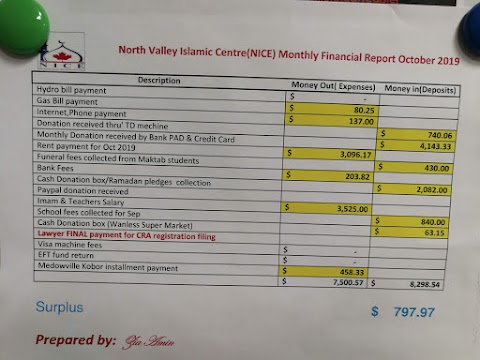 NICE
North Valley Islamic Centre(NICE) Monthly Financial Report October 2019
Description Money Out( Expenses) Money in(Deposits)
Hydro bill payment $ -
Gas Bill payment $ 80.25
Internet,Phone payment $ 137.00
Donation received thru' TD mechine $ 740.06
Monthly Donation received by Bank PAD & Credit Card $ 4,143.33
Rent payment for Oct 2019 $ 3,096.17
Funeral fees collected from Maktab students $ 430.00
Bank Fees $ 203.82
Cash Donation box/Ramadan pledges collection $ 2,082.00
Paypal donation received
Imam & Teachers Salary $ 3,525.00
School fees collected for Sep $ 840.00
Cash Donation box (Wanless Super Market) $ 63.15
Lawyer FINAL payment for CRA registration filing
Visa machine fees $ -
EFT fund return $ -
Medowville Kobor installment payment $ 458.33
$ 7,500.57 $ 8,298.54
Surplus $ 797.97
Prepared by: Zia Amin